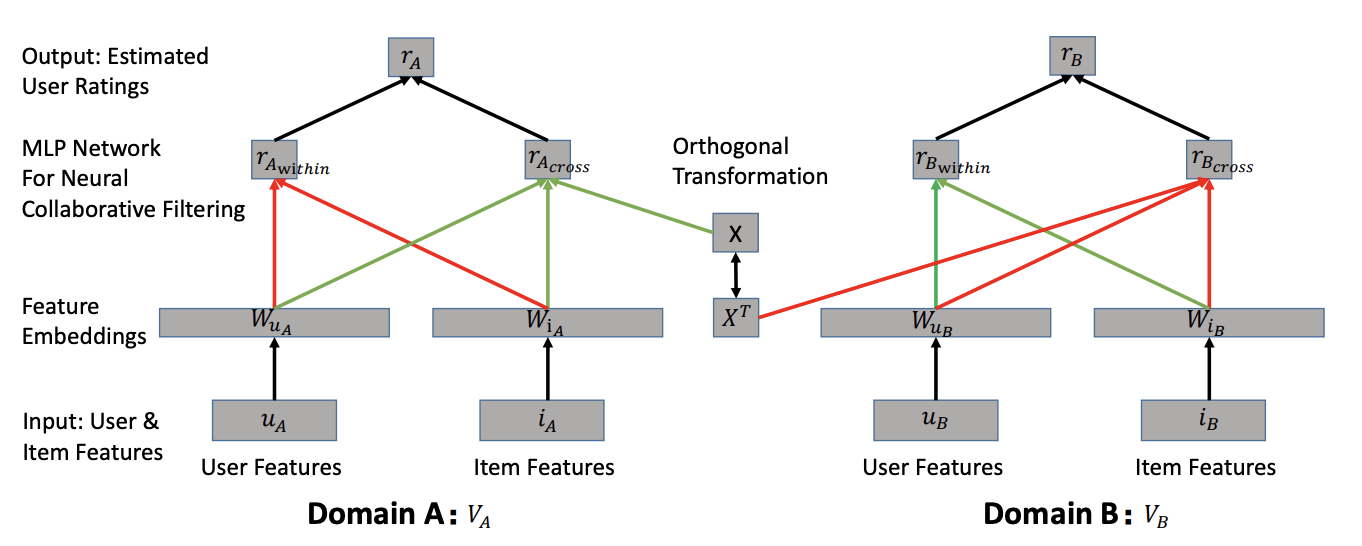 Output: Estimated
User Ratings
r_A
r_B
MLP Network
For Neural
Collaborative Filtering
r_{A_{within}}
r_{A_{cross}}
Orthogonal
Transformation
r_{B_{within}}
r_{B_{cross}}
X
X^T
Feature
Embeddings
W_{u_A}
W_{i_A}
W_{u_B}
W_{i_B}
Input: User &
Item Features
u_A
i_A
u_B
i_B
User Features
Item Features
User Features
Item Features
Domain A: V_A
Domain B: V_B